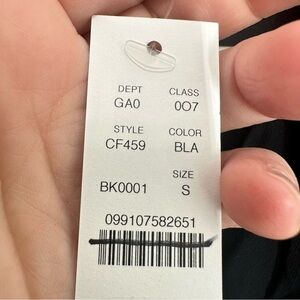 DEPT CLASS
GA0 0O7
STYLE COLOR
CF459 BLA
SIZE
BK0001 S
099107582651